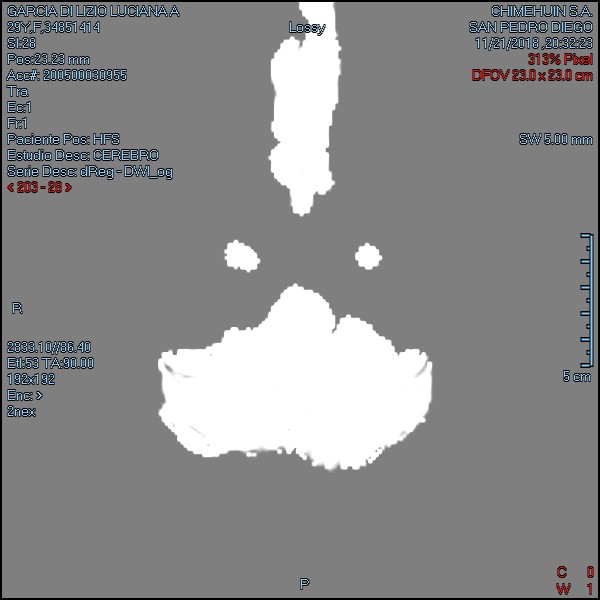 GARCIA DI LIZIO LUCIANA A
29Y,F,34851414
Sl:28
Pos:23.23 mm
Acc#: 200500030955
Tra
Ec:1
Fr:1
Paciente Pos: HFS
Estudio Desc: CEREBRO
Serie Desc: dReg - DWI_og
< 203 - 28 >
Lossy
CHIMEHUIN S.A.
SAN PEDRO DIEGO
11/21/2018 ,20:32:23
313% Pixel
DFOV 23.0 x 23.0 cm
SW 5.00 mm
R
2833.10//86.40
Etl:53 TA:90.00
192x192
Enc: >
2nex
5 cm
P
C 0
W 1